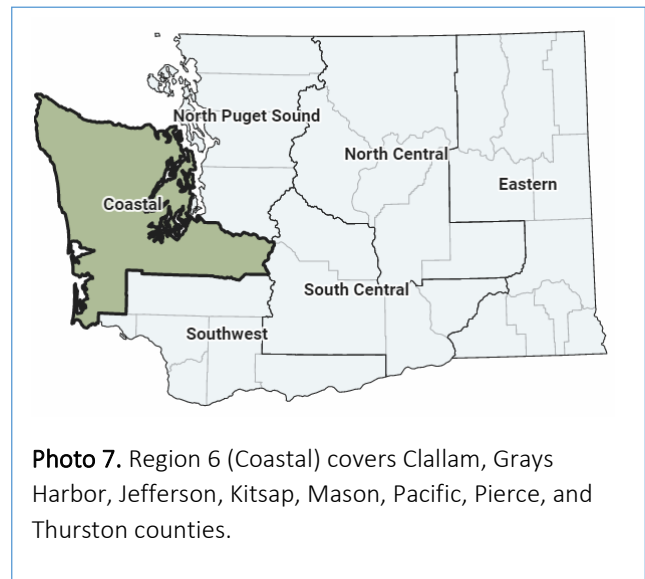 North Puget Sound
North Central
Eastern
Coastal
South Central
Southwest
Photo 7. Region 6 (Coastal) covers Clallam, Grays
Harbor, Jefferson, Kitsap, Mason, Pacific, Pierce, and
Thurston counties.